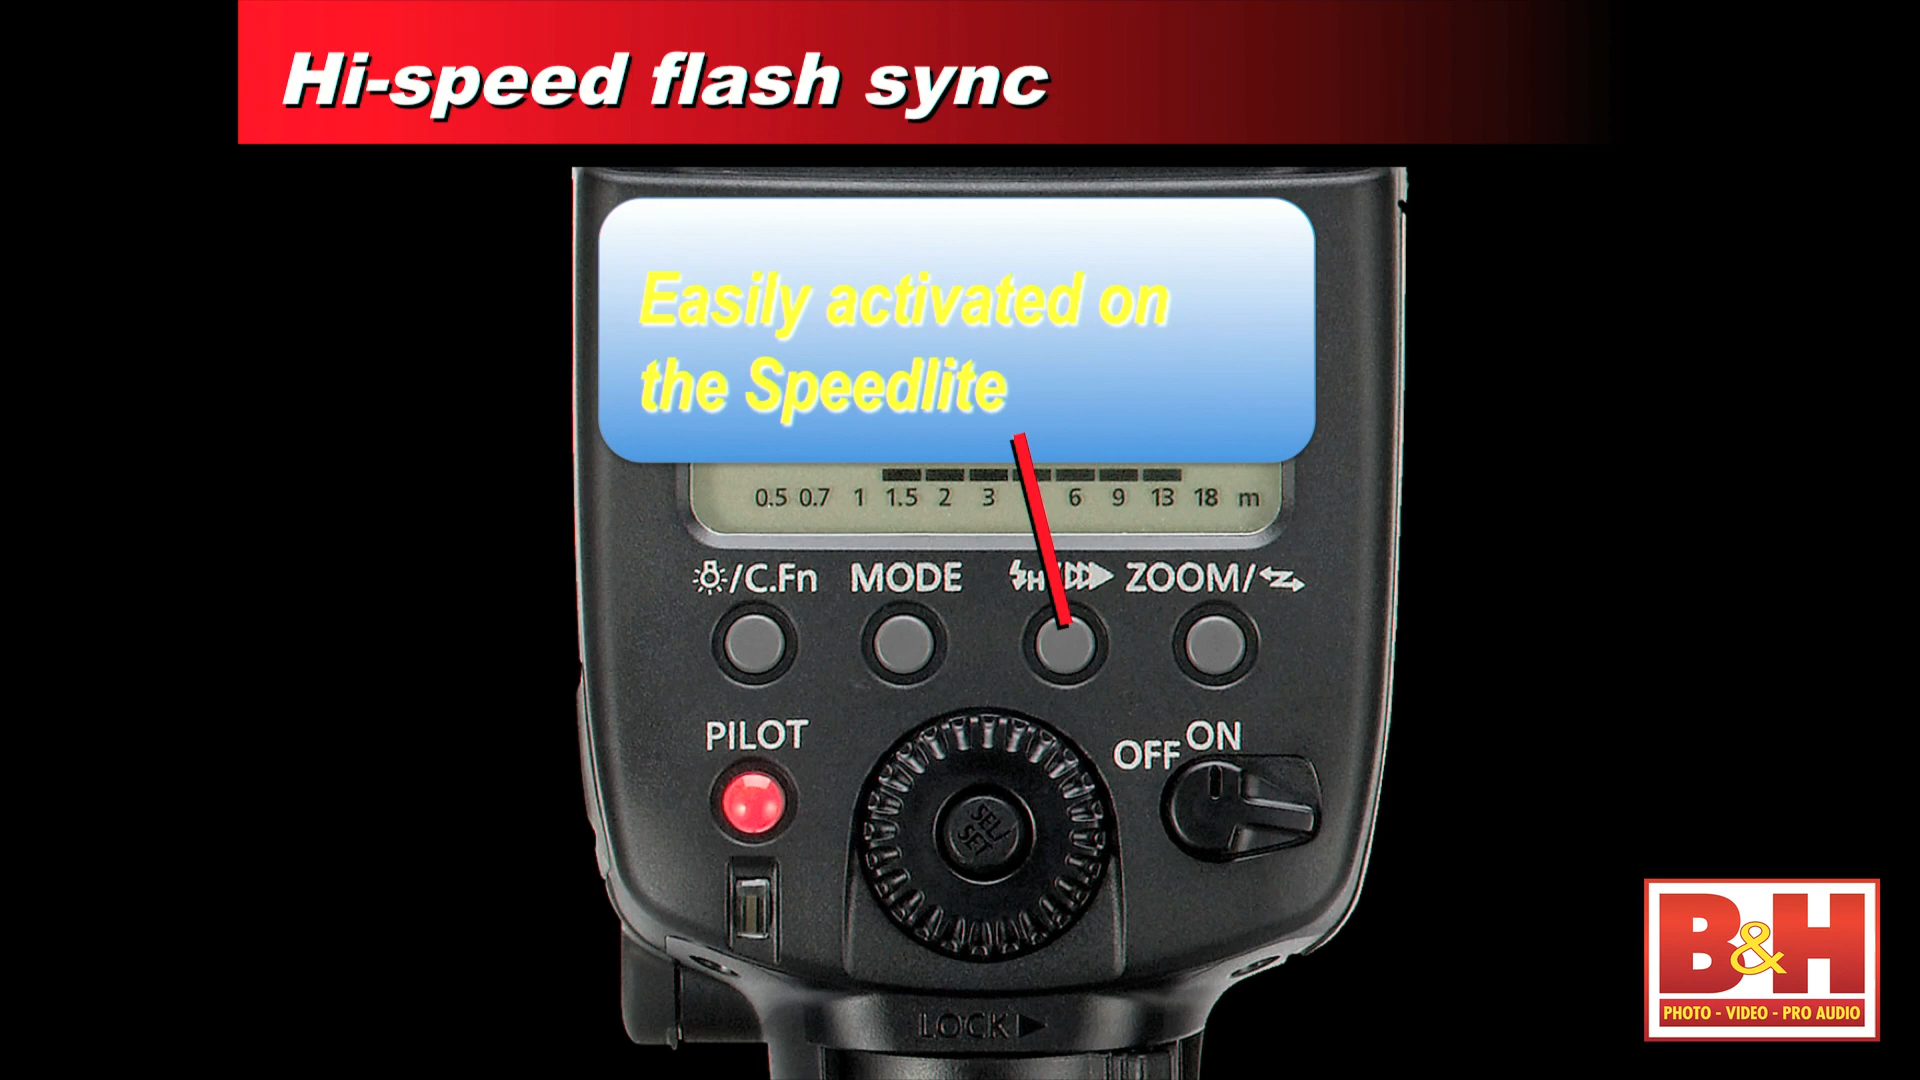 Hi-speed flash sync
Easily activated on
the Speedlite
0.5 0.7 1 1.5 2 3 6 9 13 18 m
/C.Fn MODE H ZOOM/
PILOT
OFF ON
SEL/
SET
LOCK
B&H
PHOTO - VIDEO - PRO AUDIO